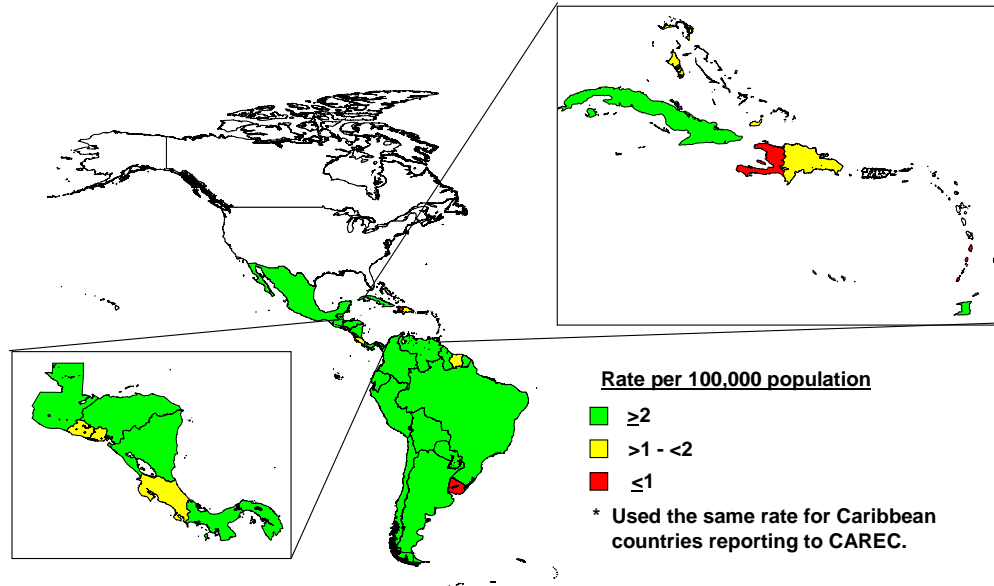 Rate per 100,000 population
≥2
>1 - <2
≤1
* Used the same rate for Caribbean
countries reporting to CAREC.